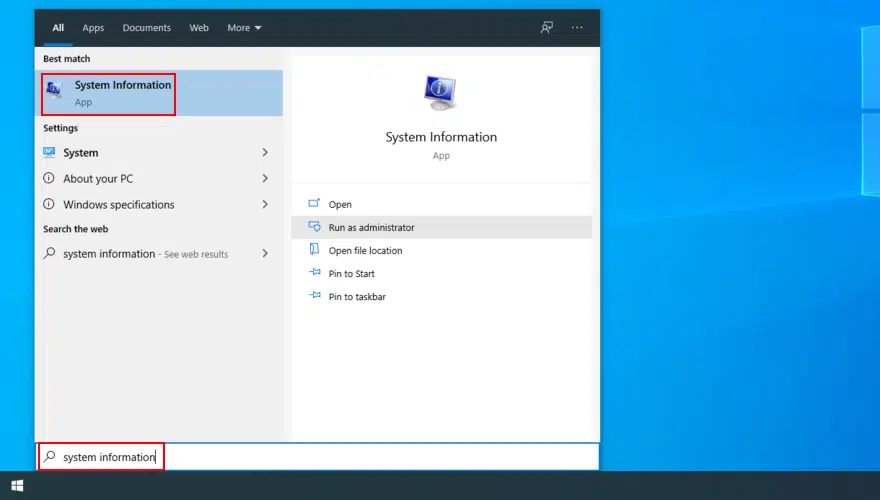 All Apps Documents Web More
Best match
System Information
App
Settings
System
About your PC
Windows specifications
Search the web
system information - See web results
System Information
App
Open
Run as administrator
Open file location
Pin to Start
Pin to taskbar
system information